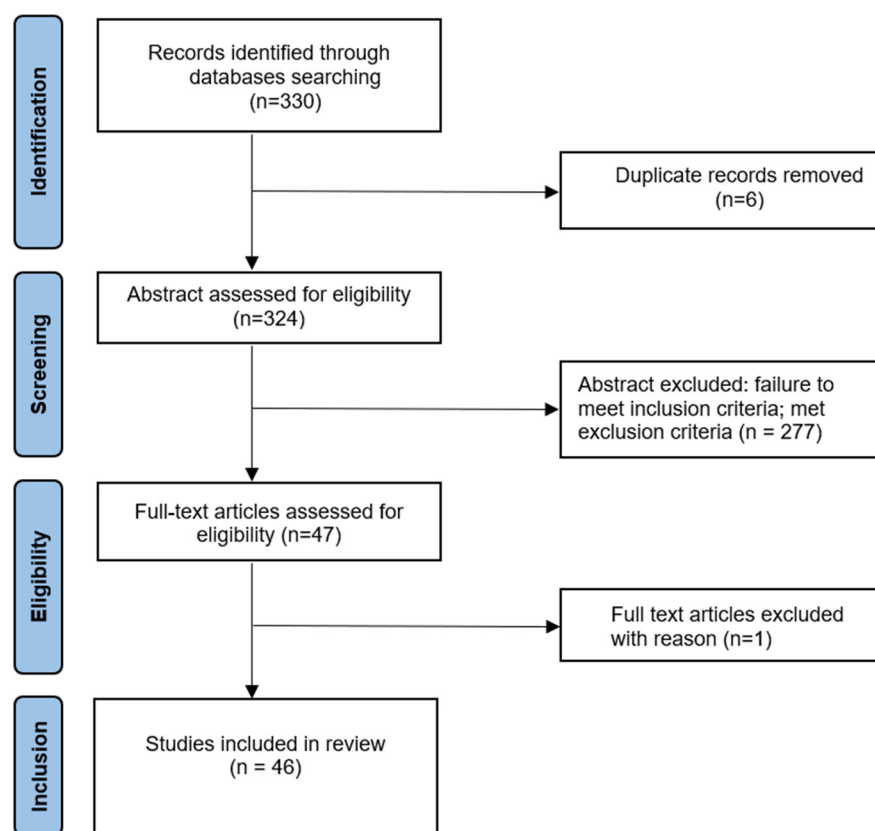 Identification
Records identified through
databases searching
(n=330)
Duplicate records removed
(n=6)
Screening
Abstract assessed for eligibility
(n=324)
Abstract excluded: failure to
meet inclusion criteria; met
exclusion criteria (n = 277)
Eligibility
Full-text articles assessed for
eligibility (n=47)
Full text articles excluded
with reason (n=1)
Inclusion
Studies included in review
(n = 46)